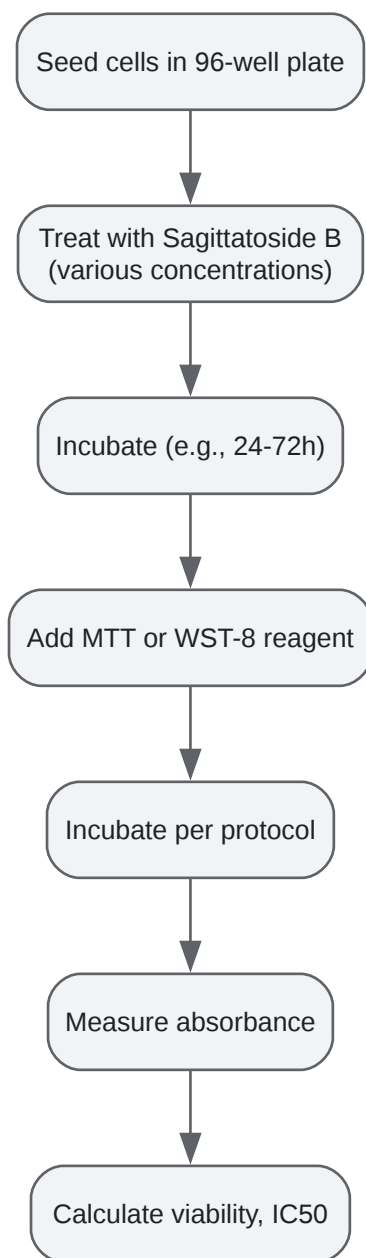 Seed cells in 96-well plate
Treat with Sagittatoside B
(various concentrations)
Incubate (e.g., 24-72h)
Add MTT or WST-8 reagent
Incubate per protocol
Measure absorbance
Calculate viability, IC50